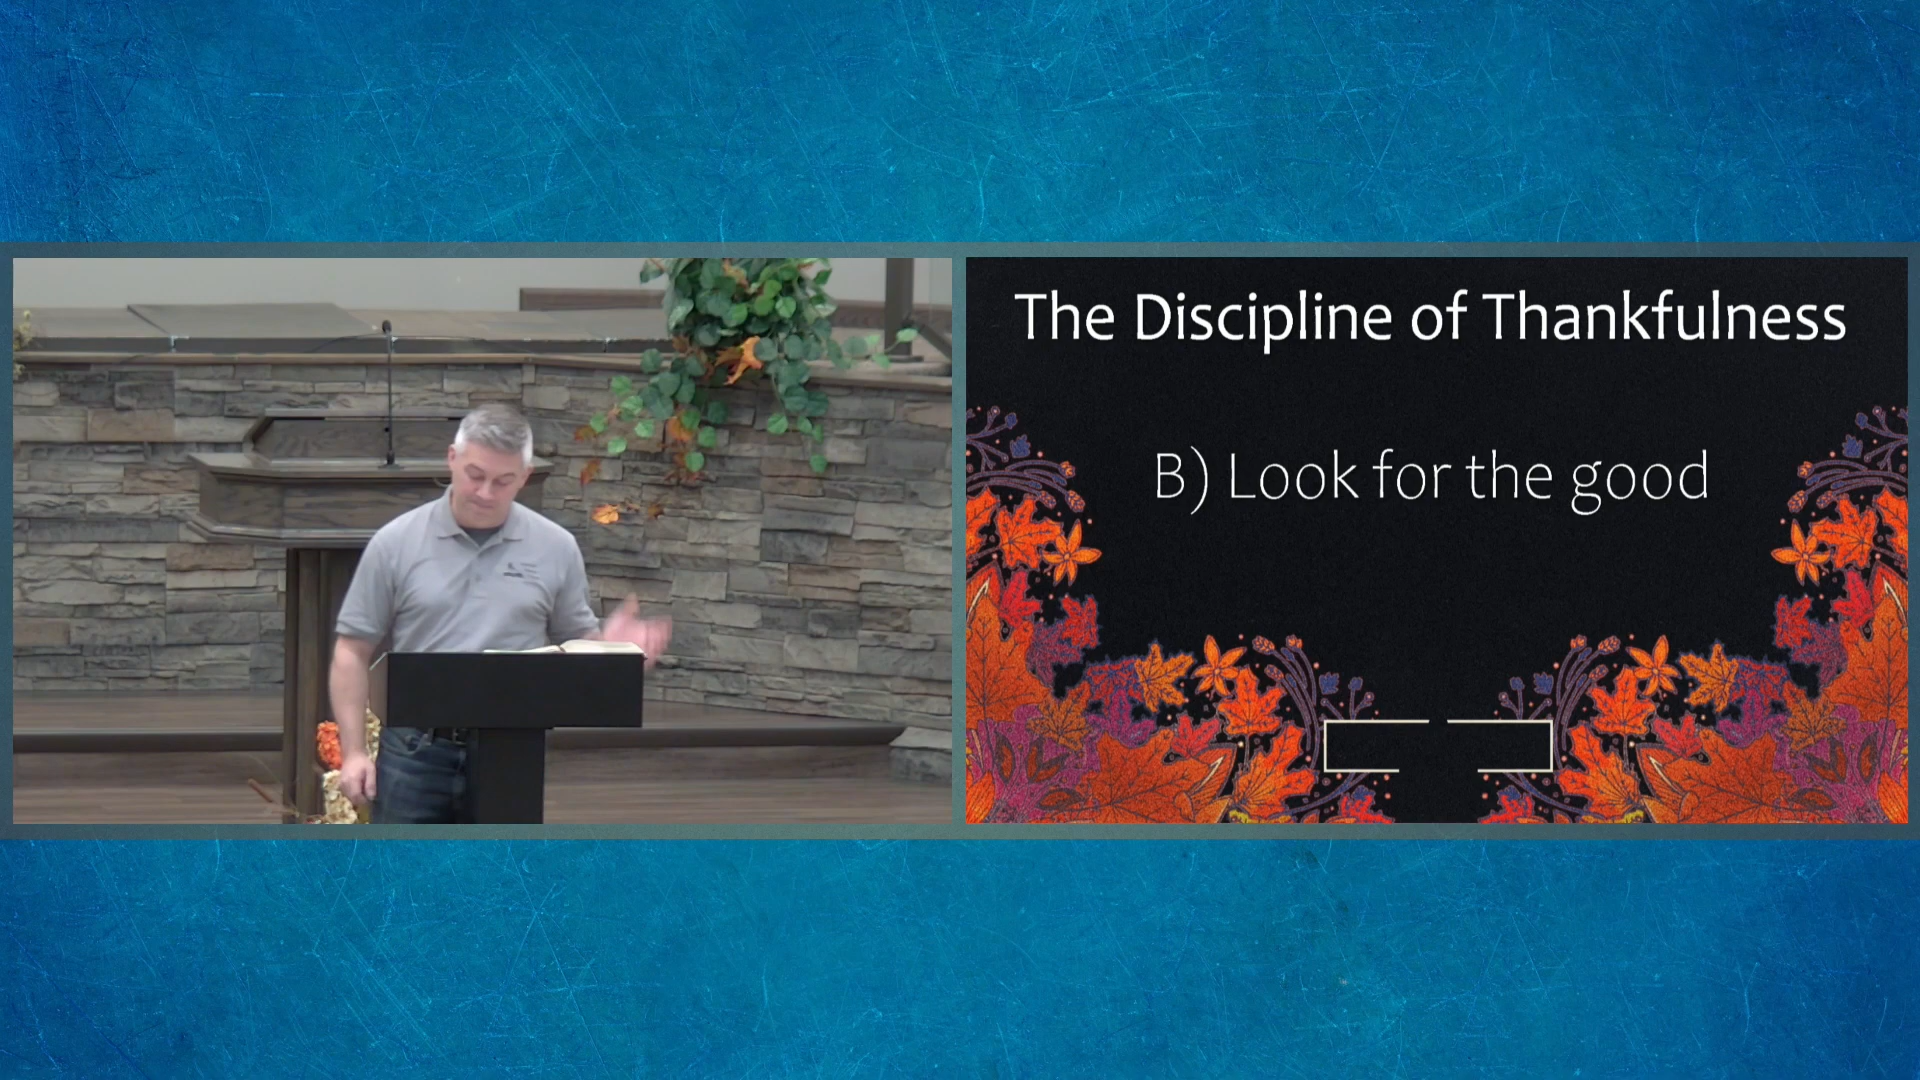 The Discipline of Thankfulness
B) Look for the good